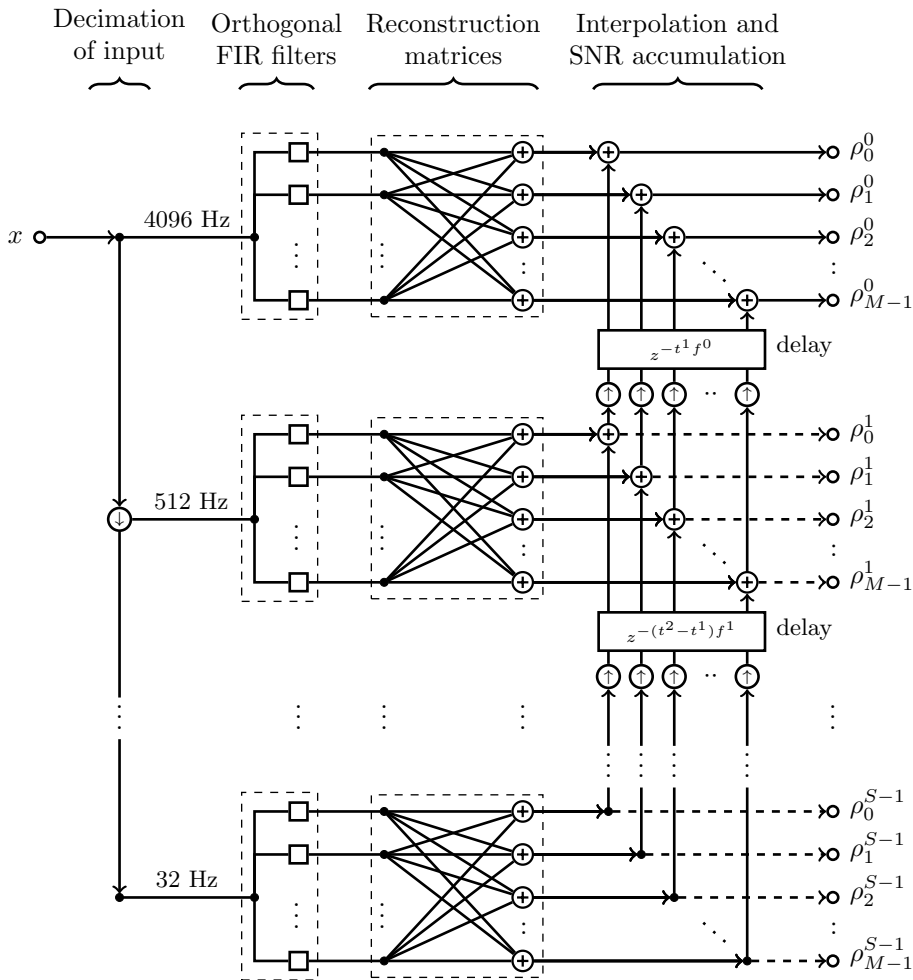 Decimation of input
Orthogonal FIR filters
Reconstruction matrices
Interpolation and SNR accumulation
x
4096 Hz
ρ_0^0
ρ_1^0
ρ_2^0
ρ_{M−1}^0
z^{−t^1 f^0}
delay
↑ ↑ ↑ ↑
512 Hz
↓
ρ_0^1
ρ_1^1
ρ_2^1
ρ_{M−1}^1
z^{−(t^2−t^1)f^1}
delay
↑ ↑ ↑ ↑
32 Hz
ρ_0^{S−1}
ρ_1^{S−1}
ρ_2^{S−1}
ρ_{M−1}^{S−1}